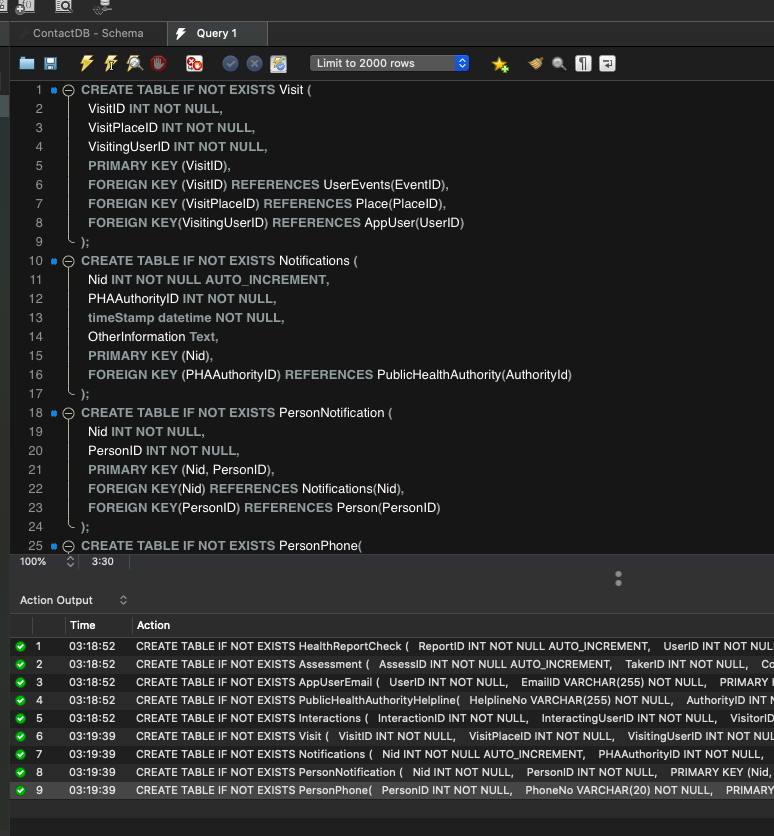 ContactDB - Schema
Query 1
Limit to 2000 rows
1 CREATE TABLE IF NOT EXISTS Visit (
2 VisitID INT NOT NULL,
3 VisitPlaceID INT NOT NULL,
4 VisitingUserID INT NOT NULL,
5 PRIMARY KEY (VisitID),
6 FOREIGN KEY (VisitID) REFERENCES UserEvents(EventID),
7 FOREIGN KEY (VisitPlaceID) REFERENCES Place(PlaceID),
8 FOREIGN KEY(VisitingUserID) REFERENCES AppUser(UserID)
9 );
10 CREATE TABLE IF NOT EXISTS Notifications (
11 Nid INT NOT NULL AUTO_INCREMENT,
12 PHAAuthorityID INT NOT NULL,
13 timeStamp datetime NOT NULL,
14 OtherInformation Text,
15 PRIMARY KEY (Nid),
16 FOREIGN KEY (PHAAuthorityID) REFERENCES PublicHealthAuthority(AuthorityId)
17 );
18 CREATE TABLE IF NOT EXISTS PersonNotification (
19 Nid INT NOT NULL,
20 PersonID INT NOT NULL,
21 PRIMARY KEY (Nid, PersonID),
22 FOREIGN KEY(Nid) REFERENCES Notifications(Nid),
23 FOREIGN KEY(PersonID) REFERENCES Person(PersonID)
24 );
25 CREATE TABLE IF NOT EXISTS PersonPhone(
100% 3:30
Action Output
Time Action
1 03:18:52 CREATE TABLE IF NOT EXISTS HealthReportCheck ( ReportID INT NOT NULL AUTO_INCREMENT, UserID INT NOT NUL
2 03:18:52 CREATE TABLE IF NOT EXISTS Assessment ( AssessID INT NOT NULL AUTO_INCREMENT, TakerID INT NOT NULL, Co
3 03:18:52 CREATE TABLE IF NOT EXISTS AppUserEmail ( UserID INT NOT NULL, EmailID VARCHAR(255) NOT NULL, PRIMARY
4 03:18:52 CREATE TABLE IF NOT EXISTS PublicHealthAuthorityHelpline( HelplineNo VARCHAR(255) NOT NULL, AuthorityID INT N
5 03:18:52 CREATE TABLE IF NOT EXISTS Interactions ( InteractionID INT NOT NULL, InteractingUserID INT NOT NULL, VisitorID
6 03:19:39 CREATE TABLE IF NOT EXISTS Visit ( VisitID INT NOT NULL, VisitPlaceID INT NOT NULL, VisitingUserID INT NOT
7 03:19:39 CREATE TABLE IF NOT EXISTS Notifications ( Nid INT NOT NULL AUTO_INCREMENT, PHAAuthorityID INT NOT NULL,
8 03:19:39 CREATE TABLE IF NOT EXISTS PersonNotification ( Nid INT NOT NULL, PersonID INT NOT NULL, PRIMARY KEY (Nid,
9 03:19:39 CREATE TABLE IF NOT EXISTS PersonPhone( PersonID INT NOT NULL, PhoneNo VARCHAR(20) NOT NULL, PRIMARY